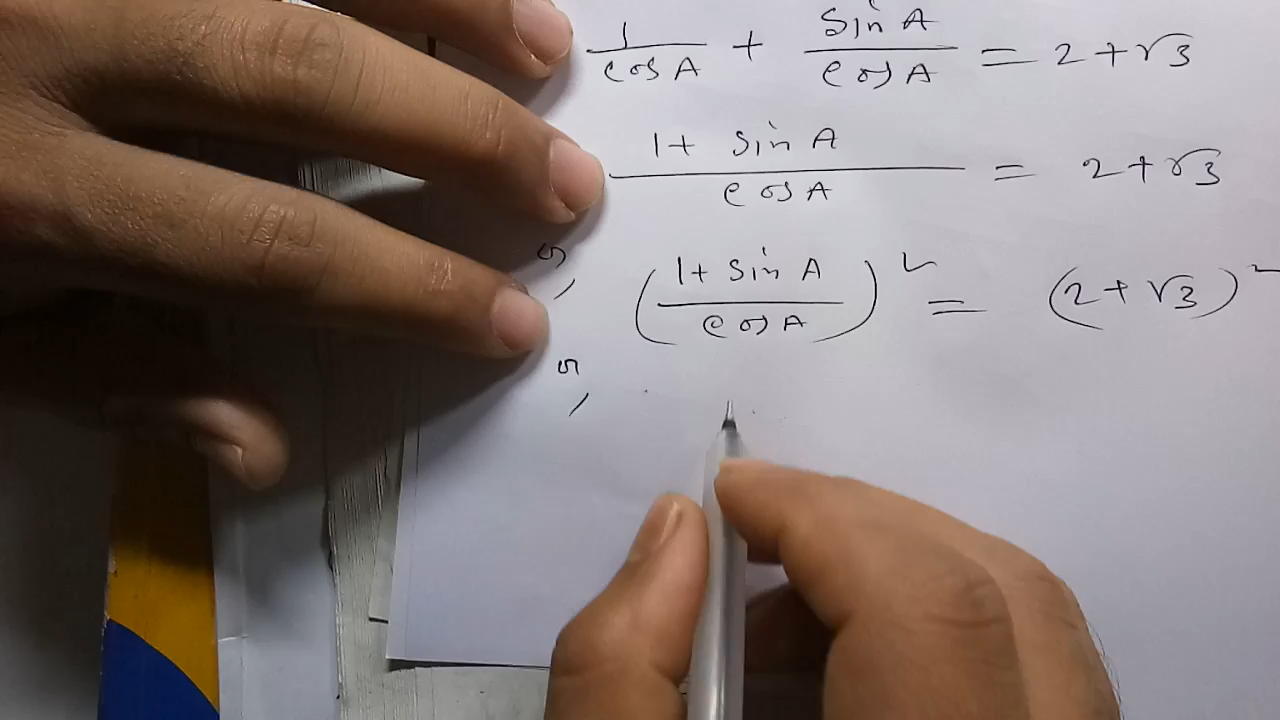 1/cos A + Sin A/cos A = 2+√3
1+ Sin A/cos A = 2+√3
or, (1+ Sin A/cos A)² = (2+√3)²
or,